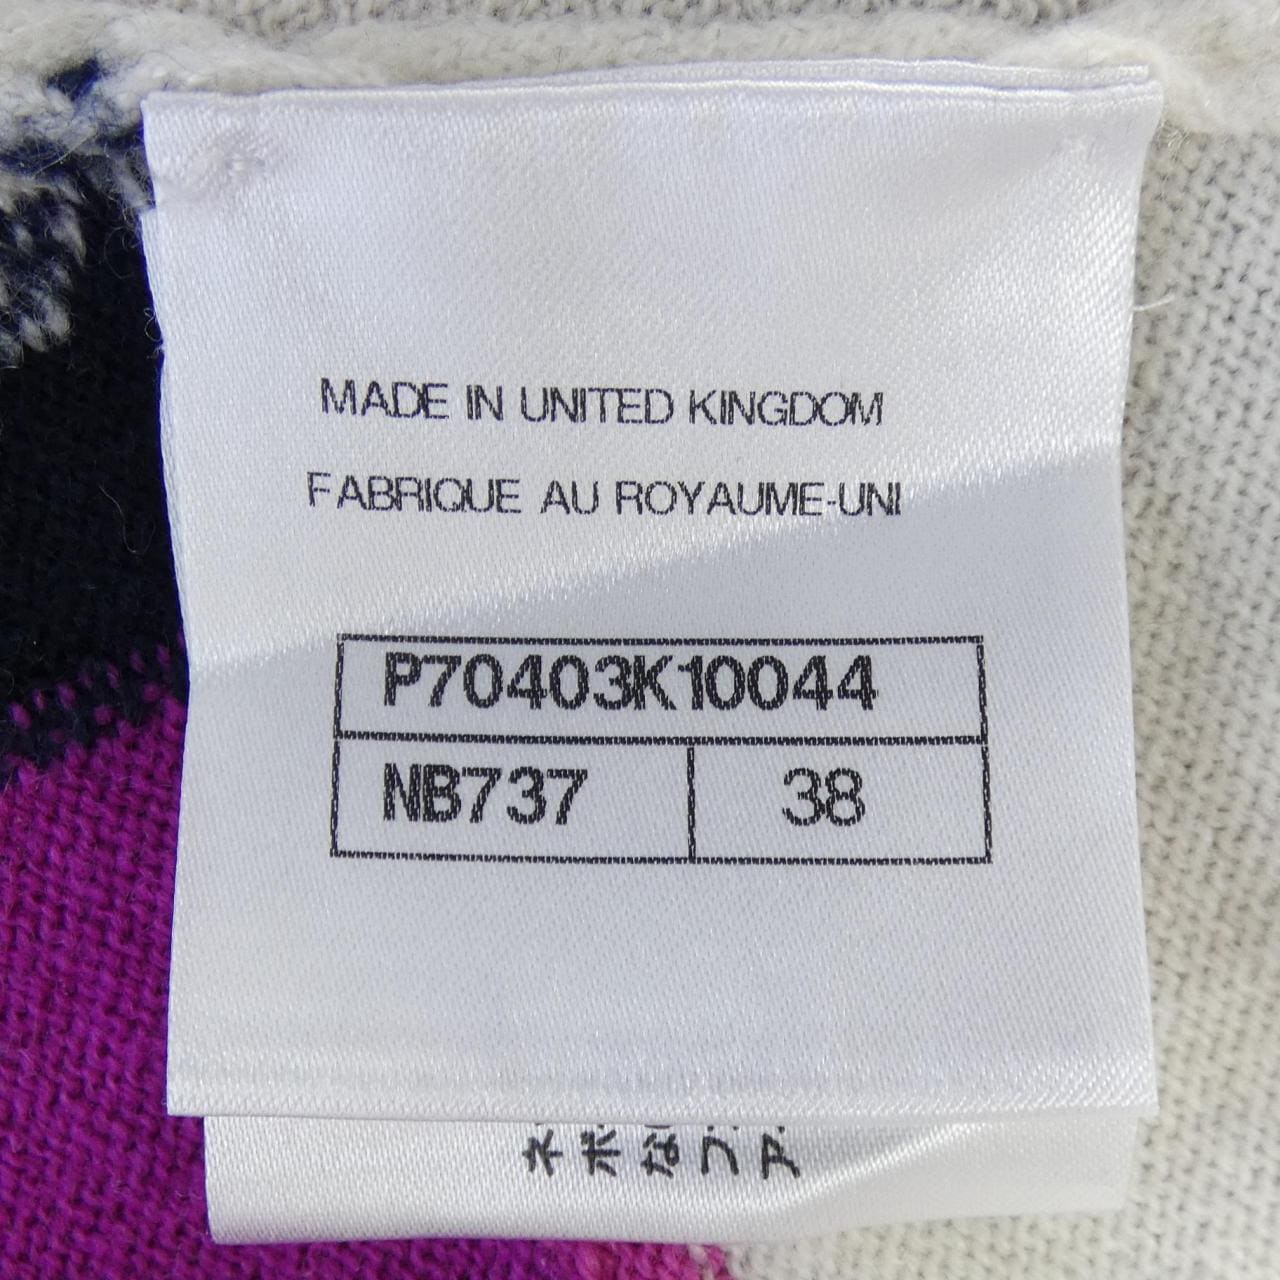 MADE IN UNITED KINGDOM
FABRIQUE AU ROYAUME-UNI
P70403K10044
NB737 38